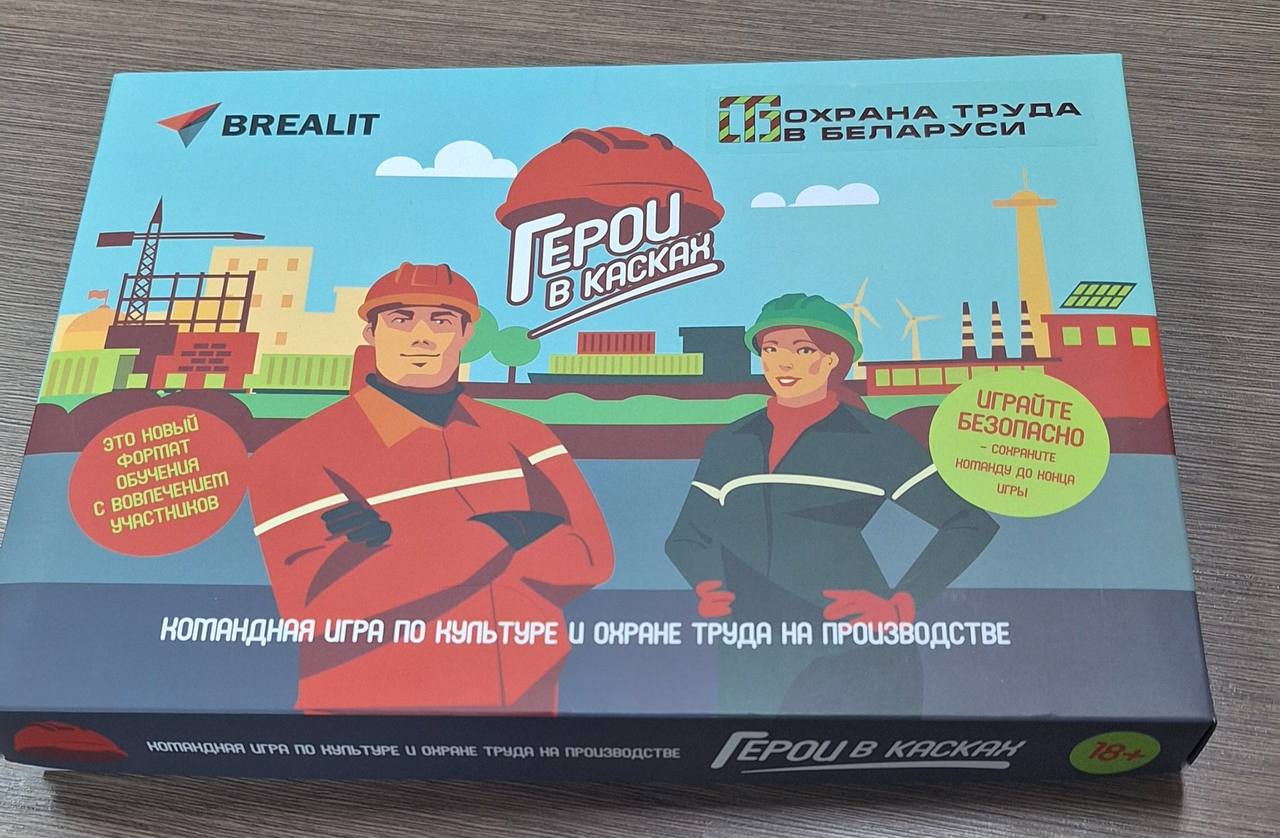 BREALIT
ОХРАНА ТРУДА
В БЕЛАРУСИ
ГЕРОИ
В КАСКАХ
ЭТО НОВЫЙ
ФОРМАТ
ОБУЧЕНИЯ
С ВОВЛЕЧЕНИЕМ
УЧАСТНИКОВ
ИГРАЙТЕ
БЕЗОПАСНО
- СОХРАНИТЕ
КОМАНДУ ДО КОНЦА
ИГРЫ
КОМАНДНАЯ ИГРА ПО КУЛЬТУРЕ И ОХРАНЕ ТРУДА НА ПРОИЗВОДСТВЕ
КОМАНДНАЯ ИГРА ПО КУЛЬТУРЕ И ОХРАНЕ ТРУДА НА ПРОИЗВОДСТВЕ ГЕРОИ В КАСКАХ 18+